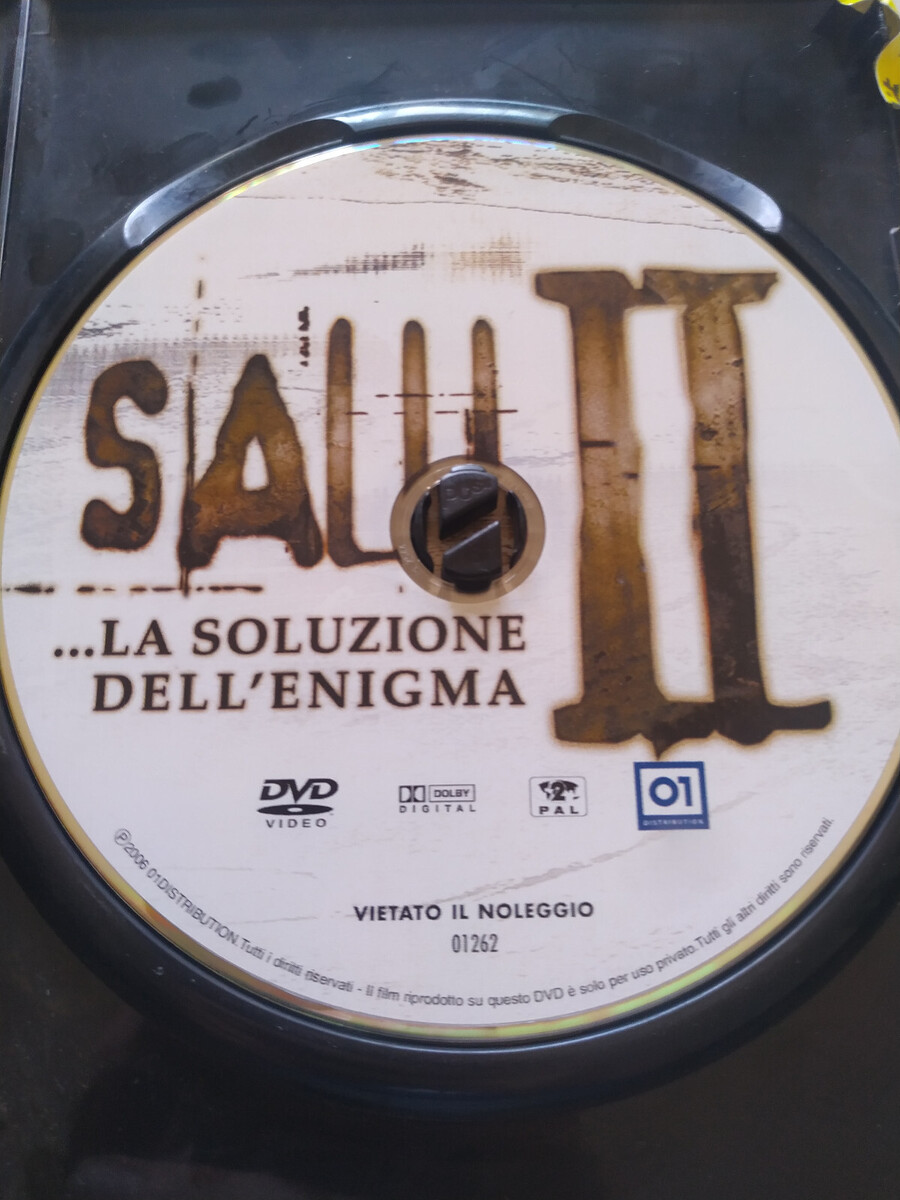 SAW II
...LA SOLUZIONE
DELL'ENIGMA
DVD
VIDEO
DOLBY
DIGITAL
2
PAL
01
DISTRIBUTION
VIETATO IL NOLEGGIO
01262
℗2006 01DISTRIBUTION.Tutti i diritti riservati - Il film riprodotto su questo DVD è solo per uso privato.Tutti gli altri diritti sono riservati.